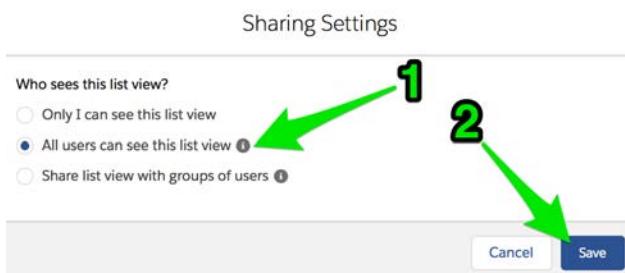 Sharing Settings
Who sees this list view?
1
Only I can see this list view
All users can see this list view
2
Share list view with groups of users
Cancel
Save